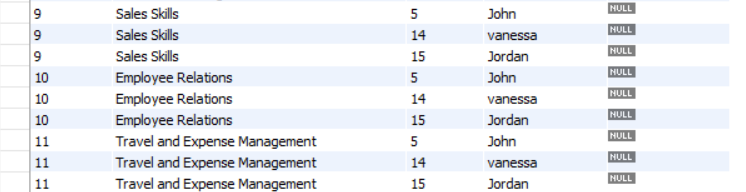 9 Sales Skills 5 John NULL
9 Sales Skills 14 vanessa NULL
9 Sales Skills 15 Jordan NULL
10 Employee Relations 5 John NULL
10 Employee Relations 14 vanessa NULL
10 Employee Relations 15 Jordan NULL
11 Travel and Expense Management 5 John NULL
11 Travel and Expense Management 14 vanessa NULL
11 Travel and Expense Management 15 Jordan NULL